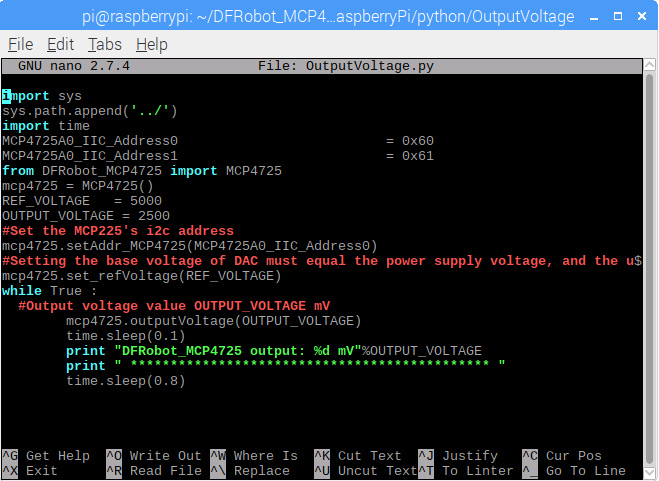 pi@raspberrypi: ~/DFRobot_MCP4...aspberryPi/python/OutputVoltage
File Edit Tabs Help
GNU nano 2.7.4 File: OutputVoltage.py
import sys
sys.path.append('../')
import time
MCP4725A0_IIC_Address0 = 0x60
MCP4725A0_IIC_Address1 = 0x61
from DFRobot_MCP4725 import MCP4725
mcp4725 = MCP4725()
REF_VOLTAGE = 5000
OUTPUT_VOLTAGE = 2500
#Set the MCP225's i2c address
mcp4725.setAddr_MCP4725(MCP4725A0_IIC_Address0)
#Setting the base voltage of DAC must equal the power supply voltage, and the u$
mcp4725.set_refVoltage(REF_VOLTAGE)
while True :
#Output voltage value OUTPUT_VOLTAGE mV
mcp4725.outputVoltage(OUTPUT_VOLTAGE)
time.sleep(0.1)
print "DFRobot_MCP4725 output: %d mV"%OUTPUT_VOLTAGE
print " ********************************************* "
time.sleep(0.8)
^G Get Help ^O Write Out ^W Where Is ^K Cut Text ^J Justify ^C Cur Pos
^X Exit ^R Read File ^\ Replace ^U Uncut Text ^T To Linter ^_ Go To Line